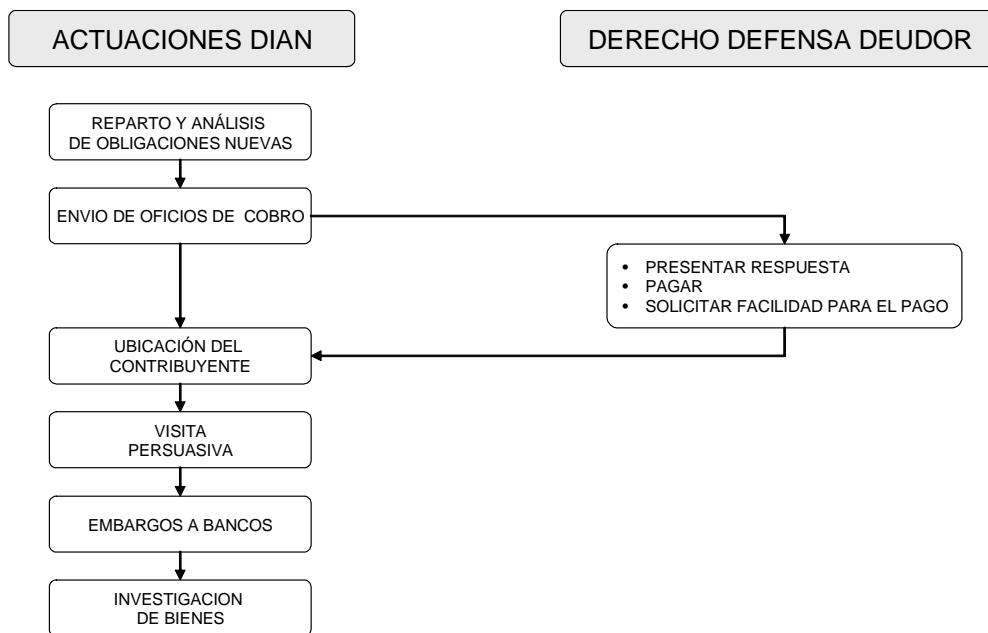 ACTUACIONES DIAN
DERECHO DEFENSA DEUDOR
REPARTO Y ANÁLISIS
DE OBLIGACIONES NUEVAS
ENVIO DE OFICIOS DE COBRO
• PRESENTAR RESPUESTA
• PAGAR
• SOLICITAR FACILIDAD PARA EL PAGO
UBICACIÓN DEL
CONTRIBUYENTE
VISITA
PERSUASIVA
EMBARGOS A BANCOS
INVESTIGACION
DE BIENES